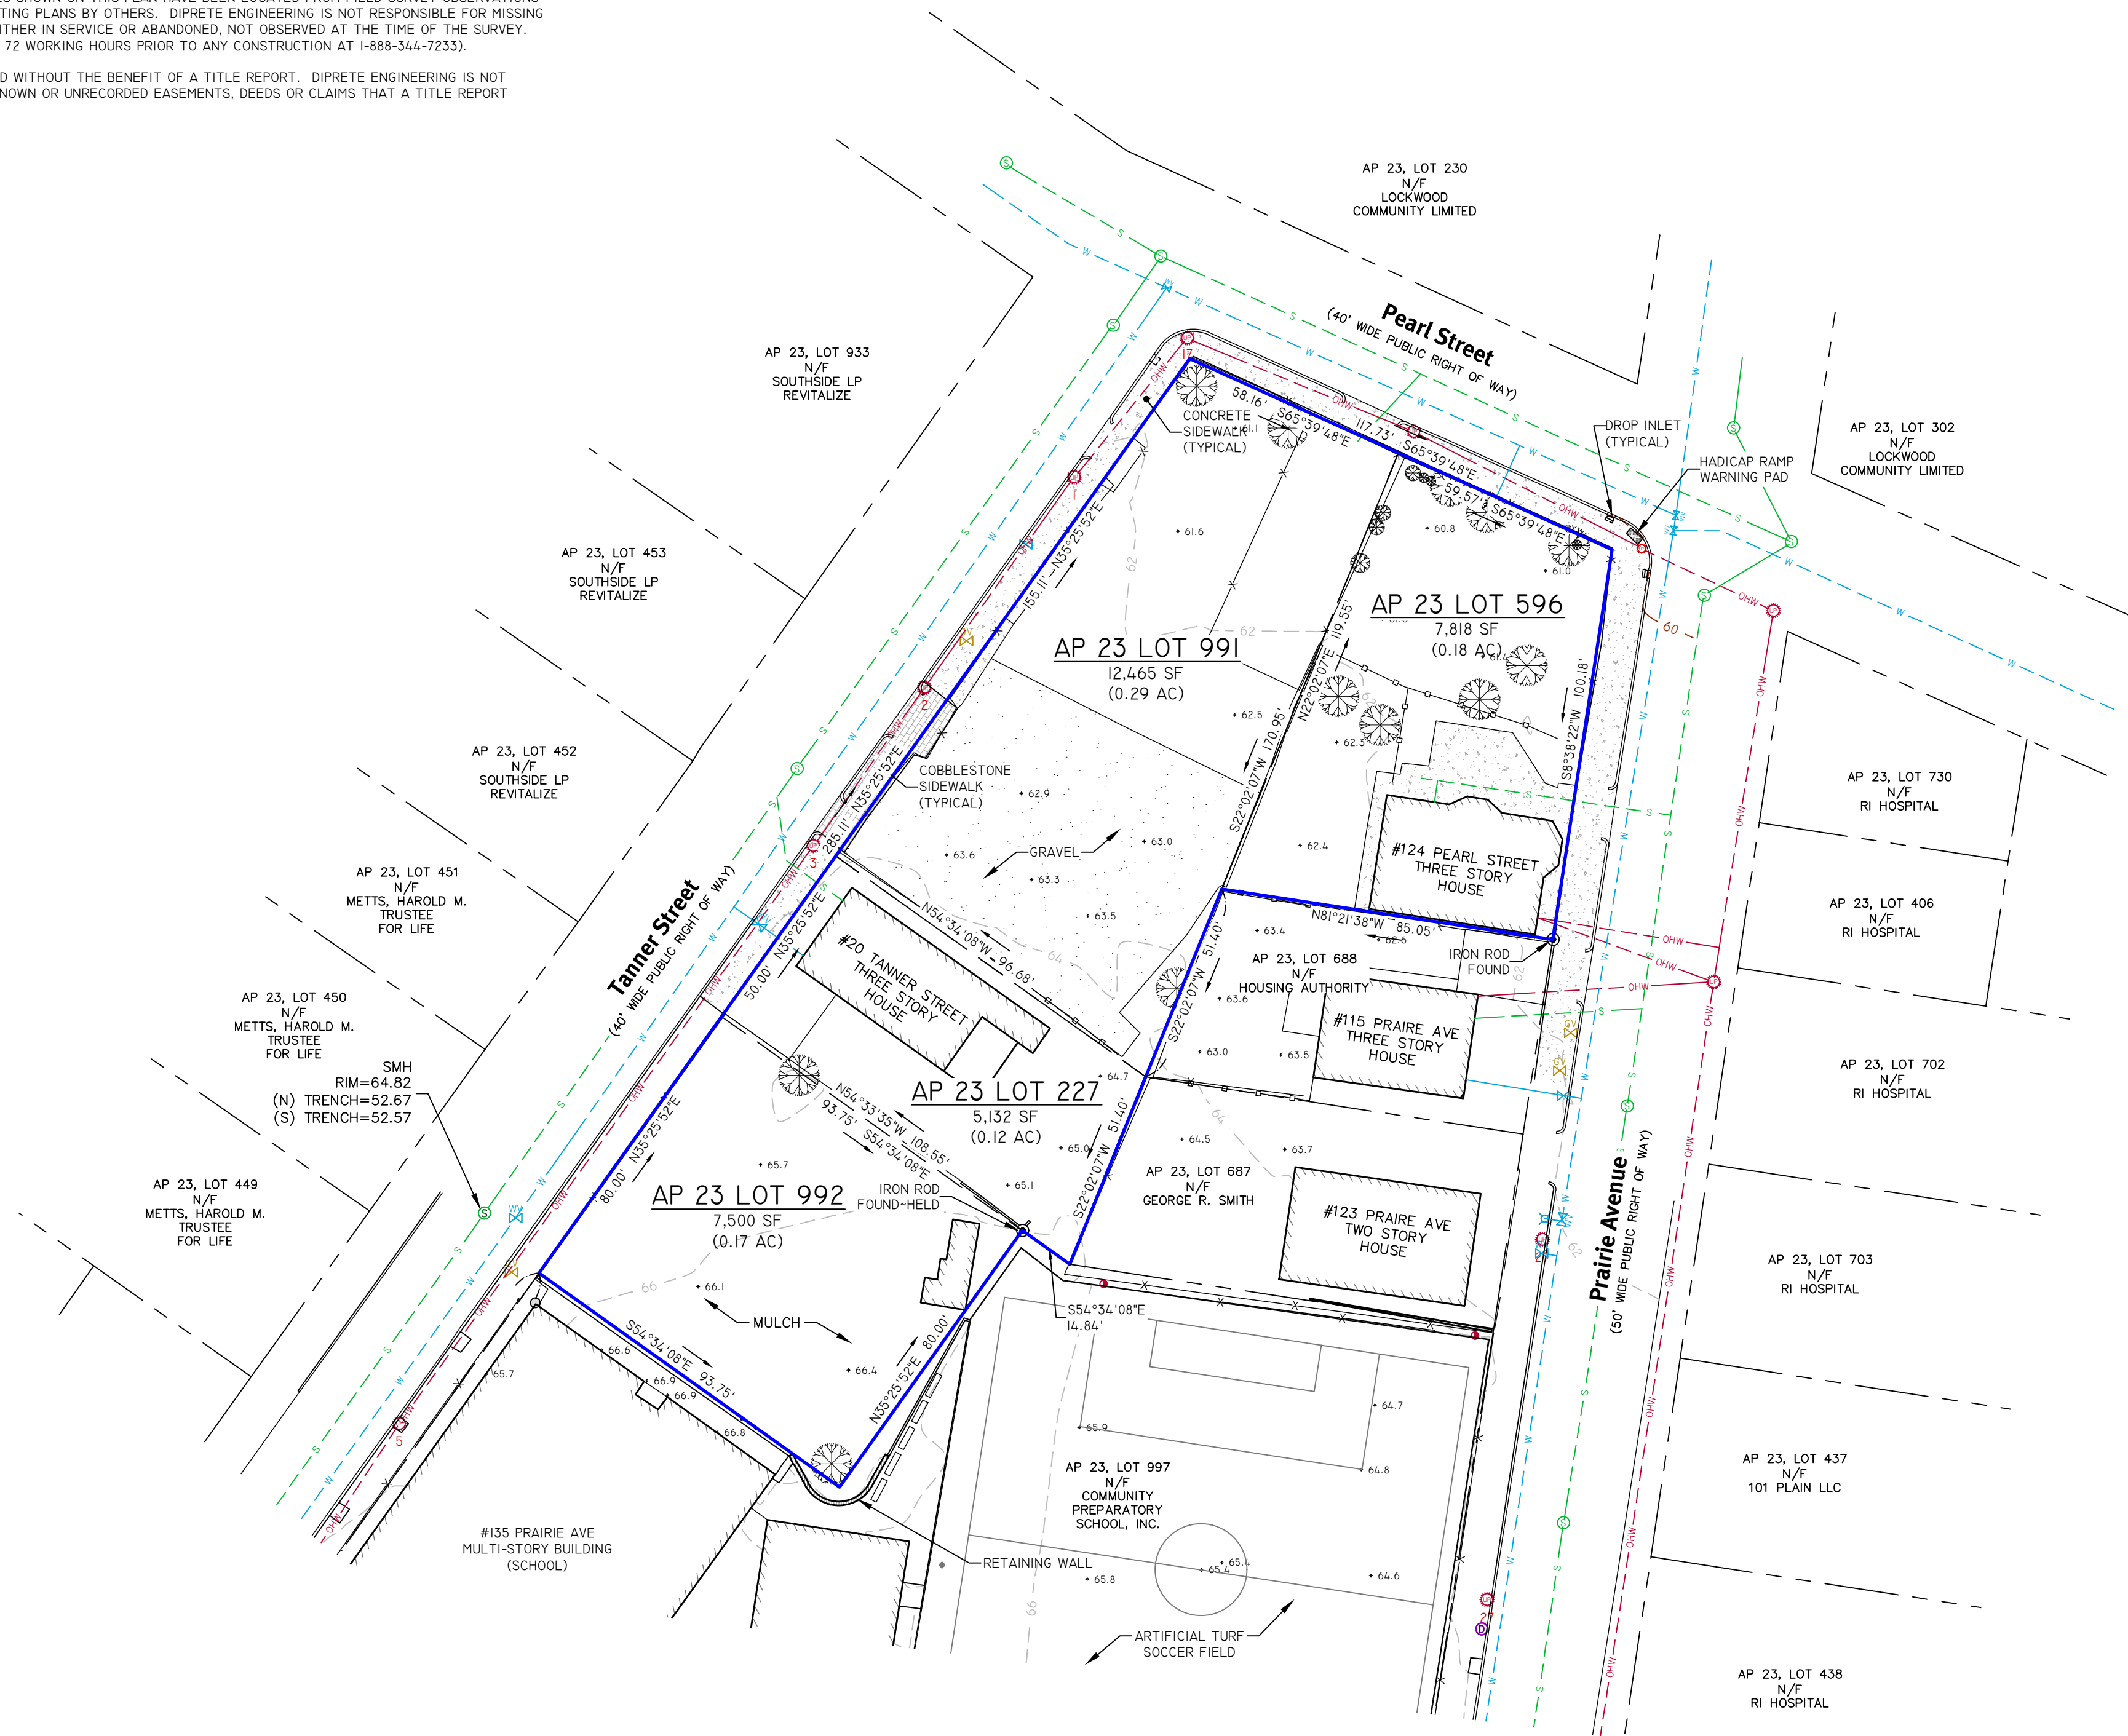 S SHOWN ON THIS PLAN HAVE BEEN LOCATED FROM FIELD SURVEY OBSERVATIONS
TING PLANS BY OTHERS. DIPRETE ENGINEERING IS NOT RESPONSIBLE FOR MISSING
ITHER IN SERVICE OR ABANDONED, NOT OBSERVED AT THE TIME OF THE SURVEY.
72 WORKING HOURS PRIOR TO ANY CONSTRUCTION AT 1-888-344-7233).
D WITHOUT THE BENEFIT OF A TITLE REPORT. DIPRETE ENGINEERING IS NOT
NOWN OR UNRECORDED EASEMENTS, DEEDS OR CLAIMS THAT A TITLE REPORT
AP 23, LOT 230
N/F
LOCKWOOD
COMMUNITY LIMITED
Pearl Street
(40' WIDE PUBLIC RIGHT OF WAY)
AP 23, LOT 933
N/F
SOUTHSIDE LP
REVITALIZE
CONCRETE
SIDEWALK
(TYPICAL)
58.16' S65°39'48"E
117.73' S65°39'48"E
59.57' S65°39'48"E
DROP INLET
(TYPICAL)
HADICAP RAMP
WARNING PAD
AP 23, LOT 302
N/F
LOCKWOOD
COMMUNITY LIMITED
AP 23, LOT 453
N/F
SOUTHSIDE LP
REVITALIZE
155.11' N35°25'52"E
AP 23 LOT 991
12,465 SF
(0.29 AC)
AP 23 LOT 596
7,818 SF
(0.18 AC)
N22°02'07"E 119.55'
S22°02'07"W 170.95'
S8°38'22"W 100.18'
AP 23, LOT 452
N/F
SOUTHSIDE LP
REVITALIZE
COBBLESTONE
SIDEWALK
(TYPICAL)
285.11' N35°25'52"E
GRAVEL
#124 PEARL STREET
THREE STORY
HOUSE
AP 23, LOT 730
N/F
RI HOSPITAL
AP 23, LOT 451
N/F
METTS, HAROLD M.
TRUSTEE
FOR LIFE
Tanner Street
(40' WIDE PUBLIC RIGHT OF WAY)
50.00' N35°25'52"E
#20 TANNER STREET
THREE STORY
HOUSE
N54°34'08"W 96.68'
N81°21'38"W 85.05'
IRON ROD
FOUND
AP 23, LOT 406
N/F
RI HOSPITAL
AP 23, LOT 688
N/F
HOUSING AUTHORITY
S22°02'07"W 51.40'
#115 PRAIRE AVE
THREE STORY
HOUSE
AP 23, LOT 450
N/F
METTS, HAROLD M.
TRUSTEE
FOR LIFE
SMH
RIM=64.82
(N) TRENCH=52.67
(S) TRENCH=52.57
AP 23, LOT 702
N/F
RI HOSPITAL
AP 23 LOT 227
5,132 SF
(0.12 AC)
N54°33'35"W 108.55'
93.75' S54°34'08"E
S22°02'07"W 51.40'
80.00' N35°25'52"E
AP 23 LOT 992
7,500 SF
(0.17 AC)
IRON ROD
FOUND-HELD
AP 23, LOT 687
N/F
GEORGE R. SMITH
#123 PRAIRE AVE
TWO STORY
HOUSE
Prairie Avenue
(50' WIDE PUBLIC RIGHT OF WAY)
AP 23, LOT 449
N/F
METTS, HAROLD M.
TRUSTEE
FOR LIFE
AP 23, LOT 703
N/F
RI HOSPITAL
MULCH
S54°34'08"E
14.84'
S54°34'08"E 93.75'
N35°25'52"E 80.00'
AP 23, LOT 997
N/F
COMMUNITY
PREPARATORY
SCHOOL, INC.
AP 23, LOT 437
N/F
101 PLAIN LLC
#135 PRAIRIE AVE
MULTI-STORY BUILDING
(SCHOOL)
RETAINING WALL
ARTIFICIAL TURF
SOCCER FIELD
AP 23, LOT 438
N/F
RI HOSPITAL